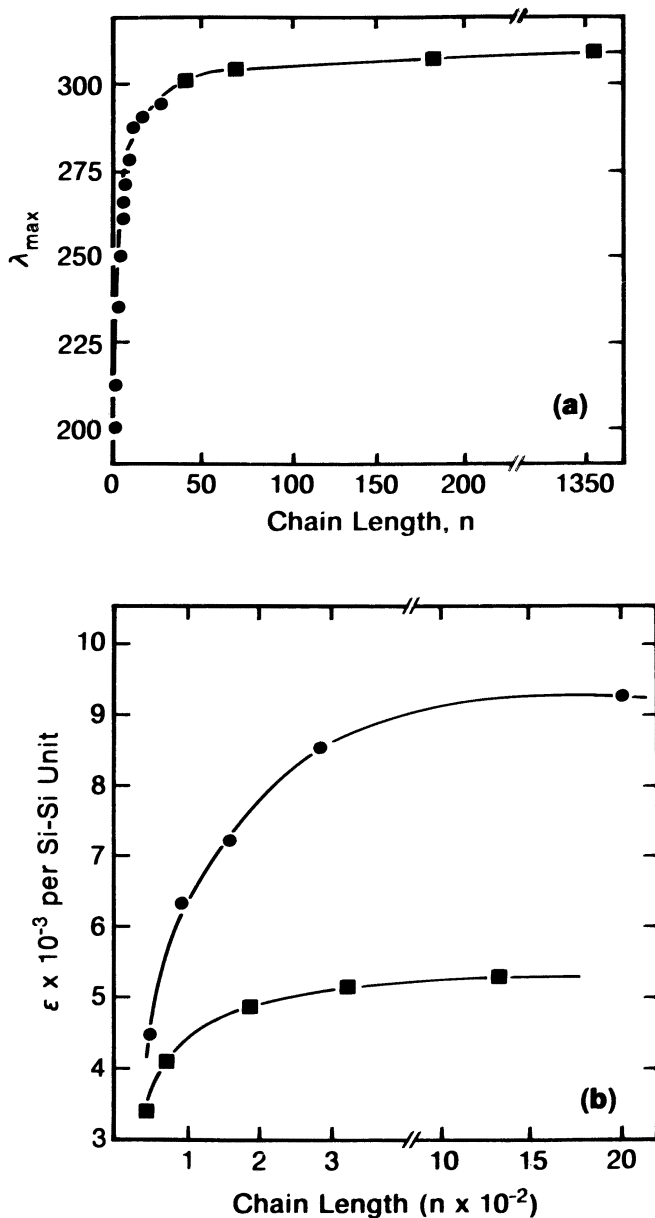 300
275
250
225
200
λmax
(a)
0 50 100 150 200 1350
Chain Length, n
10
9
8
7
6
5
4
3
ε x 10-3 per Si-Si Unit
(b)
1 2 3 10 15 20
Chain Length (n x 10-2)